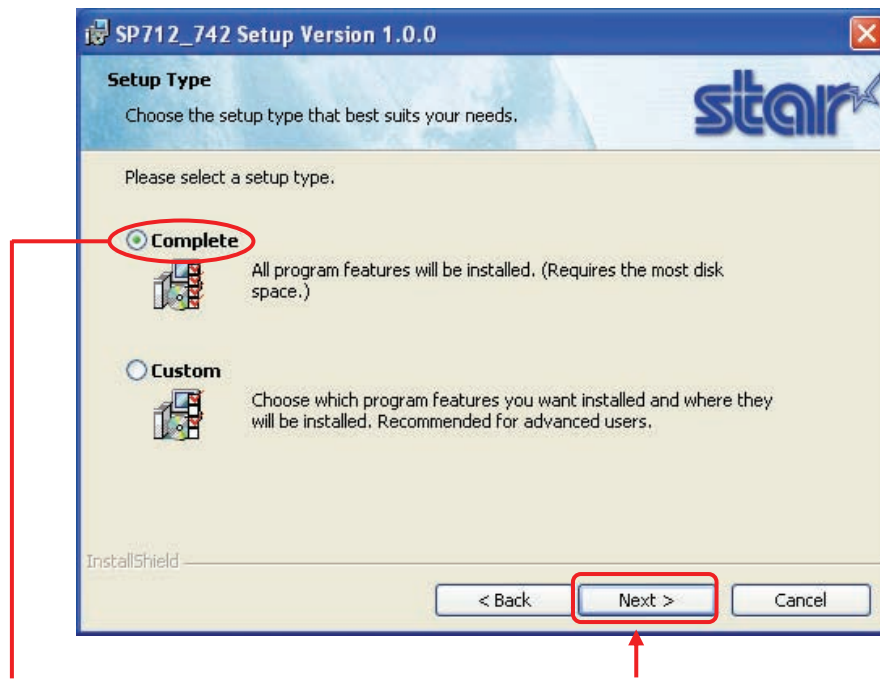 SP712_742 Setup Version 1.0.0
Setup Type
Choose the setup type that best suits your needs.
star
Please select a setup type.
Complete
All program features will be installed. (Requires the most disk
space.)
Custom
Choose which program features you want installed and where they
will be installed. Recommended for advanced users.
InstallShield
< Back
Next >
Cancel